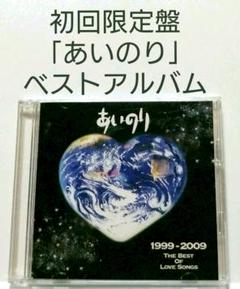 初回限定盤
「あいのり」
ベストアルバム
あいのり
1999-2009
THE BEST
OF
LOVE SONGS